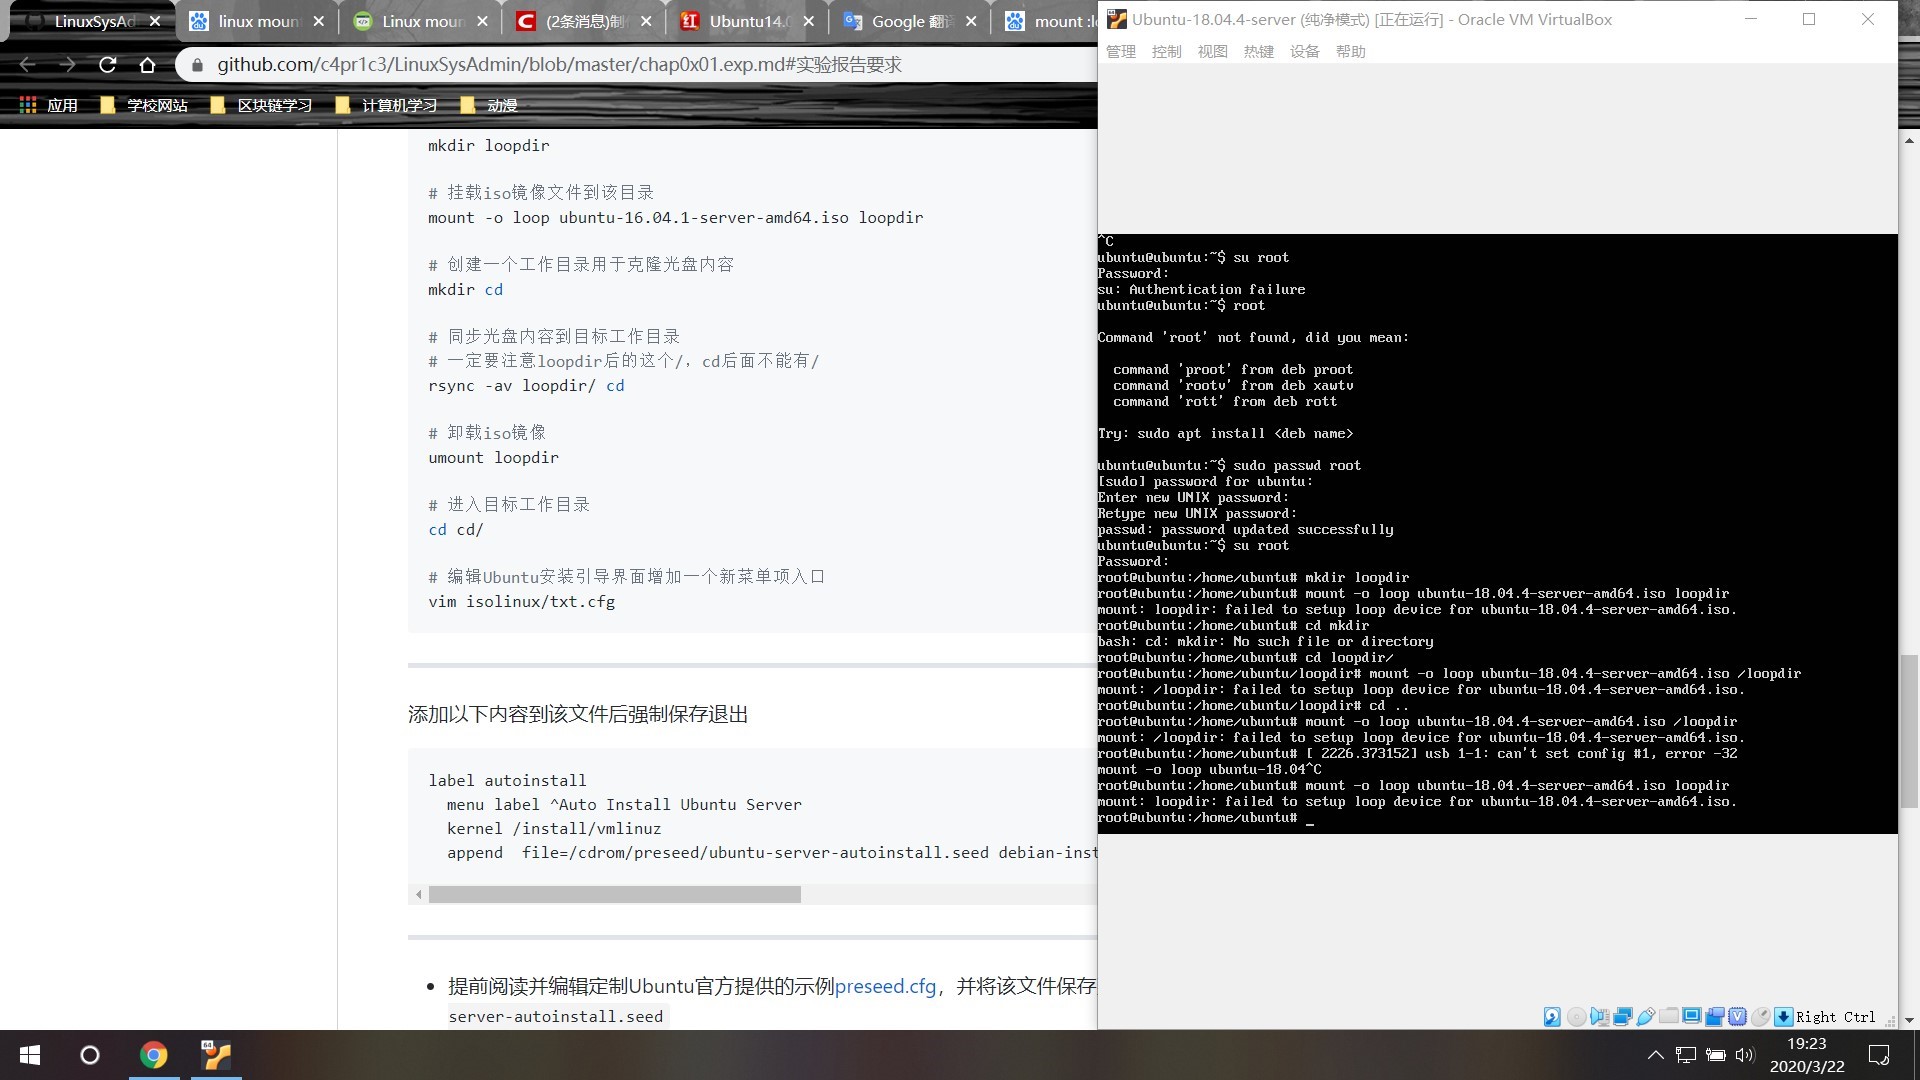 LinuxSysAd
linux moun
Linux moun
(2条消息)制
Ubuntu14.0
Google 翻译
mount :lo
github.com/c4pr1c3/LinuxSysAdmin/blob/master/chap0x01.exp.md#实验报告要求
应用
学校网站
区块链学习
计算机学习
动漫
mkdir loopdir
# 挂载iso镜像文件到该目录
mount -o loop ubuntu-16.04.1-server-amd64.iso loopdir
# 创建一个工作目录用于克隆光盘内容
mkdir cd
# 同步光盘内容到目标工作目录
# 一定要注意loopdir后的这个/，cd后面不能有/
rsync -av loopdir/ cd
# 卸载iso镜像
umount loopdir
# 进入目标工作目录
cd cd/
# 编辑Ubuntu安装引导界面增加一个新菜单项入口
vim isolinux/txt.cfg
添加以下内容到该文件后强制保存退出
label autoinstall
menu label ^Auto Install Ubuntu Server
kernel /install/vmlinuz
append  file=/cdrom/preseed/ubuntu-server-autoinstall.seed debian-inst
• 提前阅读并编辑定制Ubuntu官方提供的示例preseed.cfg，并将该文件保存
server-autoinstall.seed
Ubuntu-18.04.4-server (纯净模式) [正在运行] - Oracle VM VirtualBox
管理 控制 视图 热键 设备 帮助
^C
ubuntu@ubuntu:~$ su root
Password:
su: Authentication failure
ubuntu@ubuntu:~$ root
Command 'root' not found, did you mean:
command 'proot' from deb proot
command 'rootv' from deb xawtv
command 'rott' from deb rott
Try: sudo apt install <deb name>
ubuntu@ubuntu:~$ sudo passwd root
[sudo] password for ubuntu:
Enter new UNIX password:
Retype new UNIX password:
passwd: password updated successfully
ubuntu@ubuntu:~$ su root
Password:
root@ubuntu:/home/ubuntu# mkdir loopdir
root@ubuntu:/home/ubuntu# mount -o loop ubuntu-18.04.4-server-amd64.iso loopdir
mount: loopdir: failed to setup loop device for ubuntu-18.04.4-server-amd64.iso.
root@ubuntu:/home/ubuntu# cd mkdir
bash: cd: mkdir: No such file or directory
root@ubuntu:/home/ubuntu# cd loopdir/
root@ubuntu:/home/ubuntu/loopdir# mount -o loop ubuntu-18.04.4-server-amd64.iso /loopdir
mount: /loopdir: failed to setup loop device for ubuntu-18.04.4-server-amd64.iso.
root@ubuntu:/home/ubuntu/loopdir# cd ..
root@ubuntu:/home/ubuntu# mount -o loop ubuntu-18.04.4-server-amd64.iso /loopdir
mount: /loopdir: failed to setup loop device for ubuntu-18.04.4-server-amd64.iso.
root@ubuntu:/home/ubuntu# [ 2226.373152] usb 1-1: can't set config #1, error -32
mount -o loop ubuntu-18.04^C
root@ubuntu:/home/ubuntu# mount -o loop ubuntu-18.04.4-server-amd64.iso loopdir
mount: loopdir: failed to setup loop device for ubuntu-18.04.4-server-amd64.iso.
root@ubuntu:/home/ubuntu# _
Right Ctrl
19:23
2020/3/22